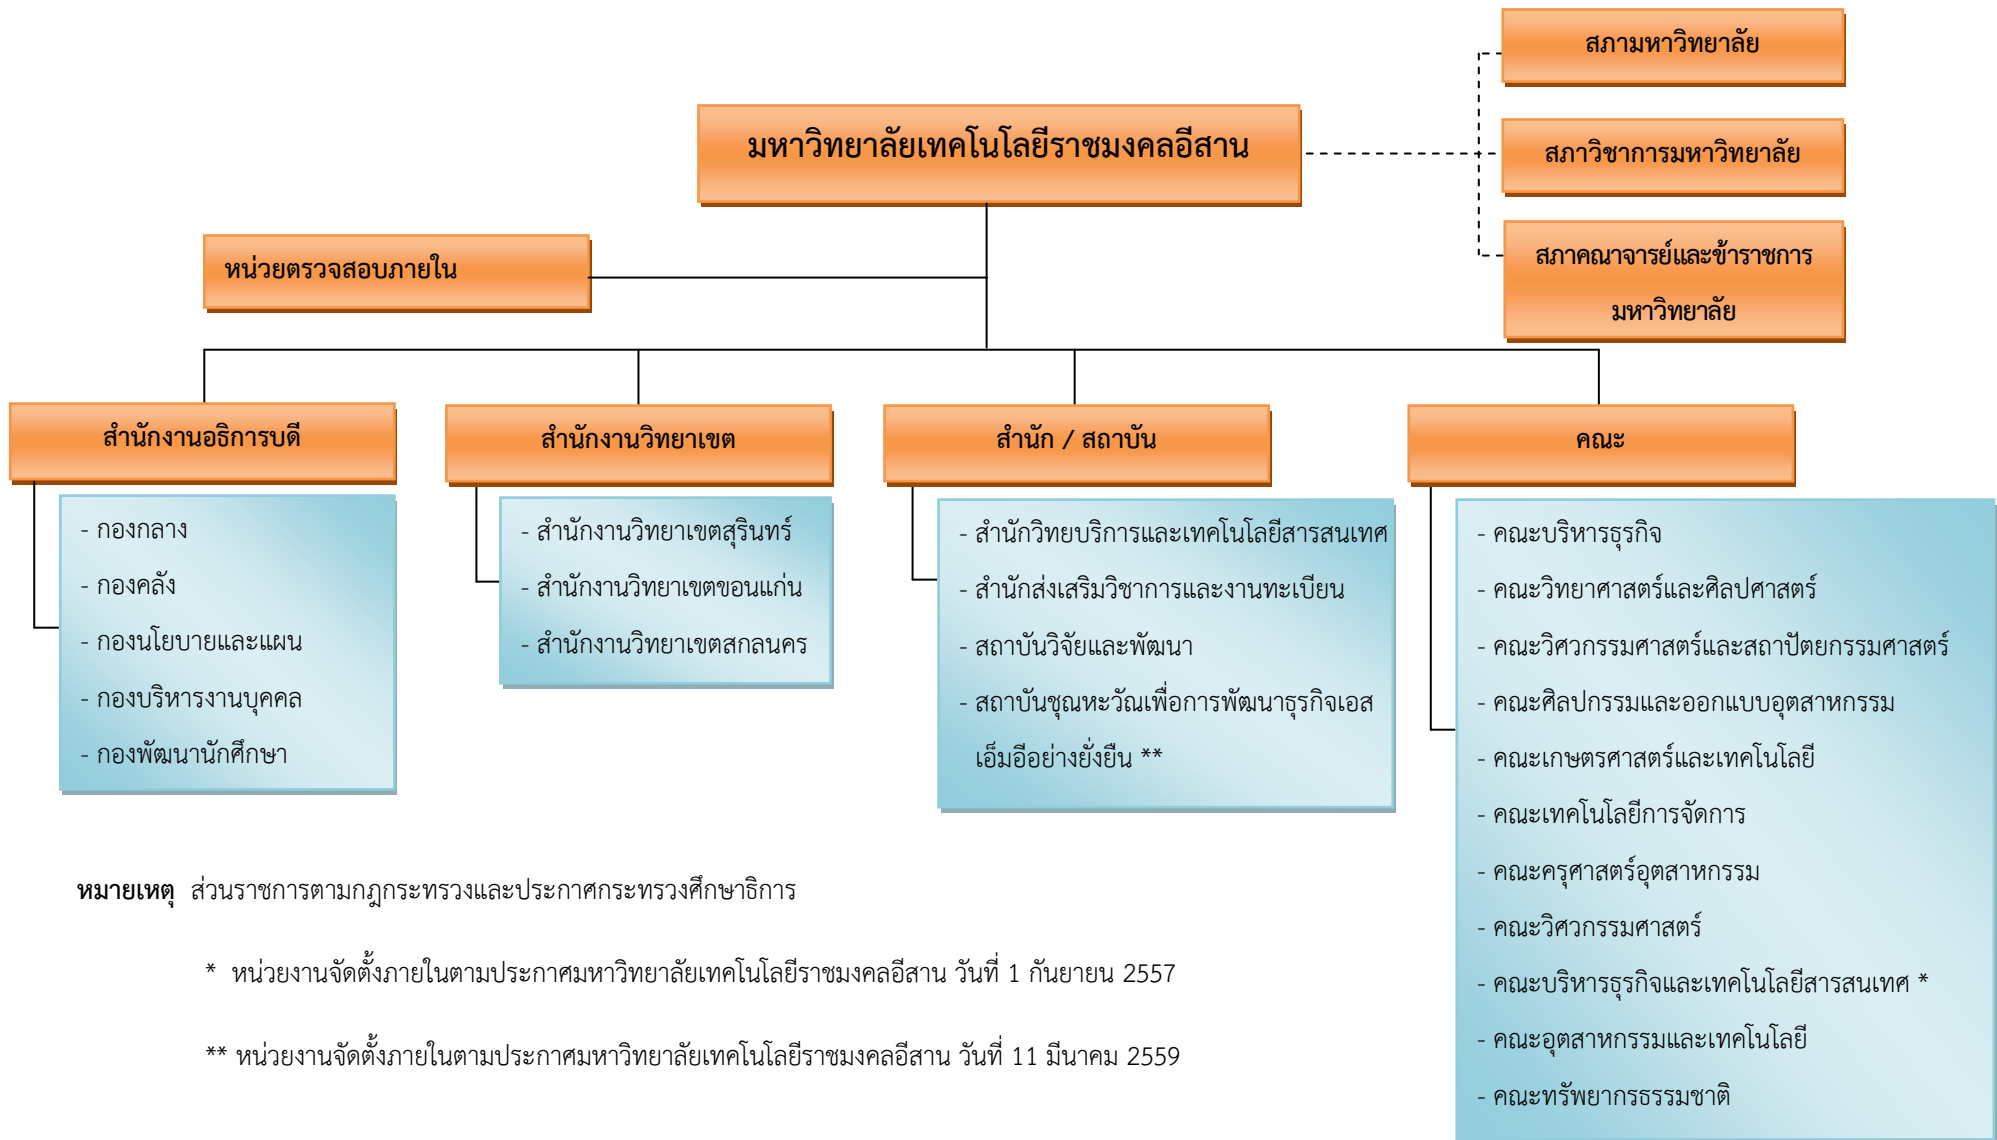 สภามหาวิทยาลัย
มหาวิทยาลัยเทคโนโลยีราชมงคลอีสาน
สภาวิชาการมหาวิทยาลัย
สภาคณาจารย์และข้าราชการ
มหาวิทยาลัย
หน่วยตรวจสอบภายใน
สำนักงานอธิการบดี
- กองกลาง
- กองคลัง
- กองนโยบายและแผน
- กองบริหารงานบุคคล
- กองพัฒนานักศึกษา
สำนักงานวิทยาเขต
- สำนักงานวิทยาเขตสุรินทร์
- สำนักงานวิทยาเขตขอนแก่น
- สำนักงานวิทยาเขตสกลนคร
สำนัก / สถาบัน
- สำนักวิทยบริการและเทคโนโลยีสารสนเทศ
- สำนักส่งเสริมวิชาการและงานทะเบียน
- สถาบันวิจัยและพัฒนา
- สถาบันชุณหะวัณเพื่อการพัฒนาธุรกิจเอส
เอ็มอีอย่างยั่งยืน **
คณะ
- คณะบริหารธุรกิจ
- คณะวิทยาศาสตร์และศิลปศาสตร์
- คณะวิศวกรรมศาสตร์และสถาปัตยกรรมศาสตร์
- คณะศิลปกรรมและออกแบบอุตสาหกรรม
- คณะเกษตรศาสตร์และเทคโนโลยี
- คณะเทคโนโลยีการจัดการ
- คณะครุศาสตร์อุตสาหกรรม
- คณะวิศวกรรมศาสตร์
- คณะบริหารธุรกิจและเทคโนโลยีสารสนเทศ *
- คณะอุตสาหกรรมและเทคโนโลยี
- คณะทรัพยากรธรรมชาติ
หมายเหตุ ส่วนราชการตามกฎกระทรวงและประกาศกระทรวงศึกษาธิการ
* หน่วยงานจัดตั้งภายในตามประกาศมหาวิทยาลัยเทคโนโลยีราชมงคลอีสาน วันที่ 1 กันยายน 2557
** หน่วยงานจัดตั้งภายในตามประกาศมหาวิทยาลัยเทคโนโลยีราชมงคลอีสาน วันที่ 11 มีนาคม 2559